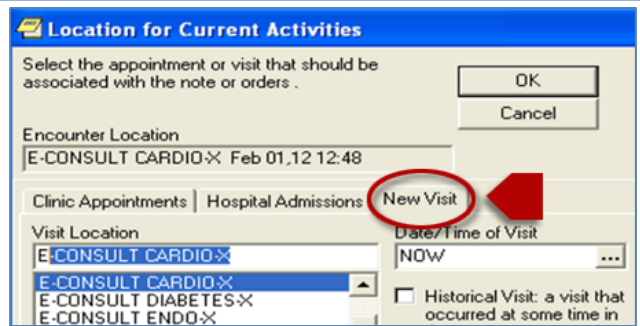 Location for Current Activities
Select the appointment or visit that should be
associated with the note or orders .
OK
Cancel
Encounter Location
E-CONSULT CARDIO-X Feb 01,12 12:48
Clinic Appointments Hospital Admissions New Visit
Visit Location
Date/Time of Visit
E-CONSULT CARDIO-X
NOW ...
E-CONSULT CARDIO-X
E-CONSULT DIABETES-X
E-CONSULT ENDO-X
Historical Visit: a visit that
occurred at some time in